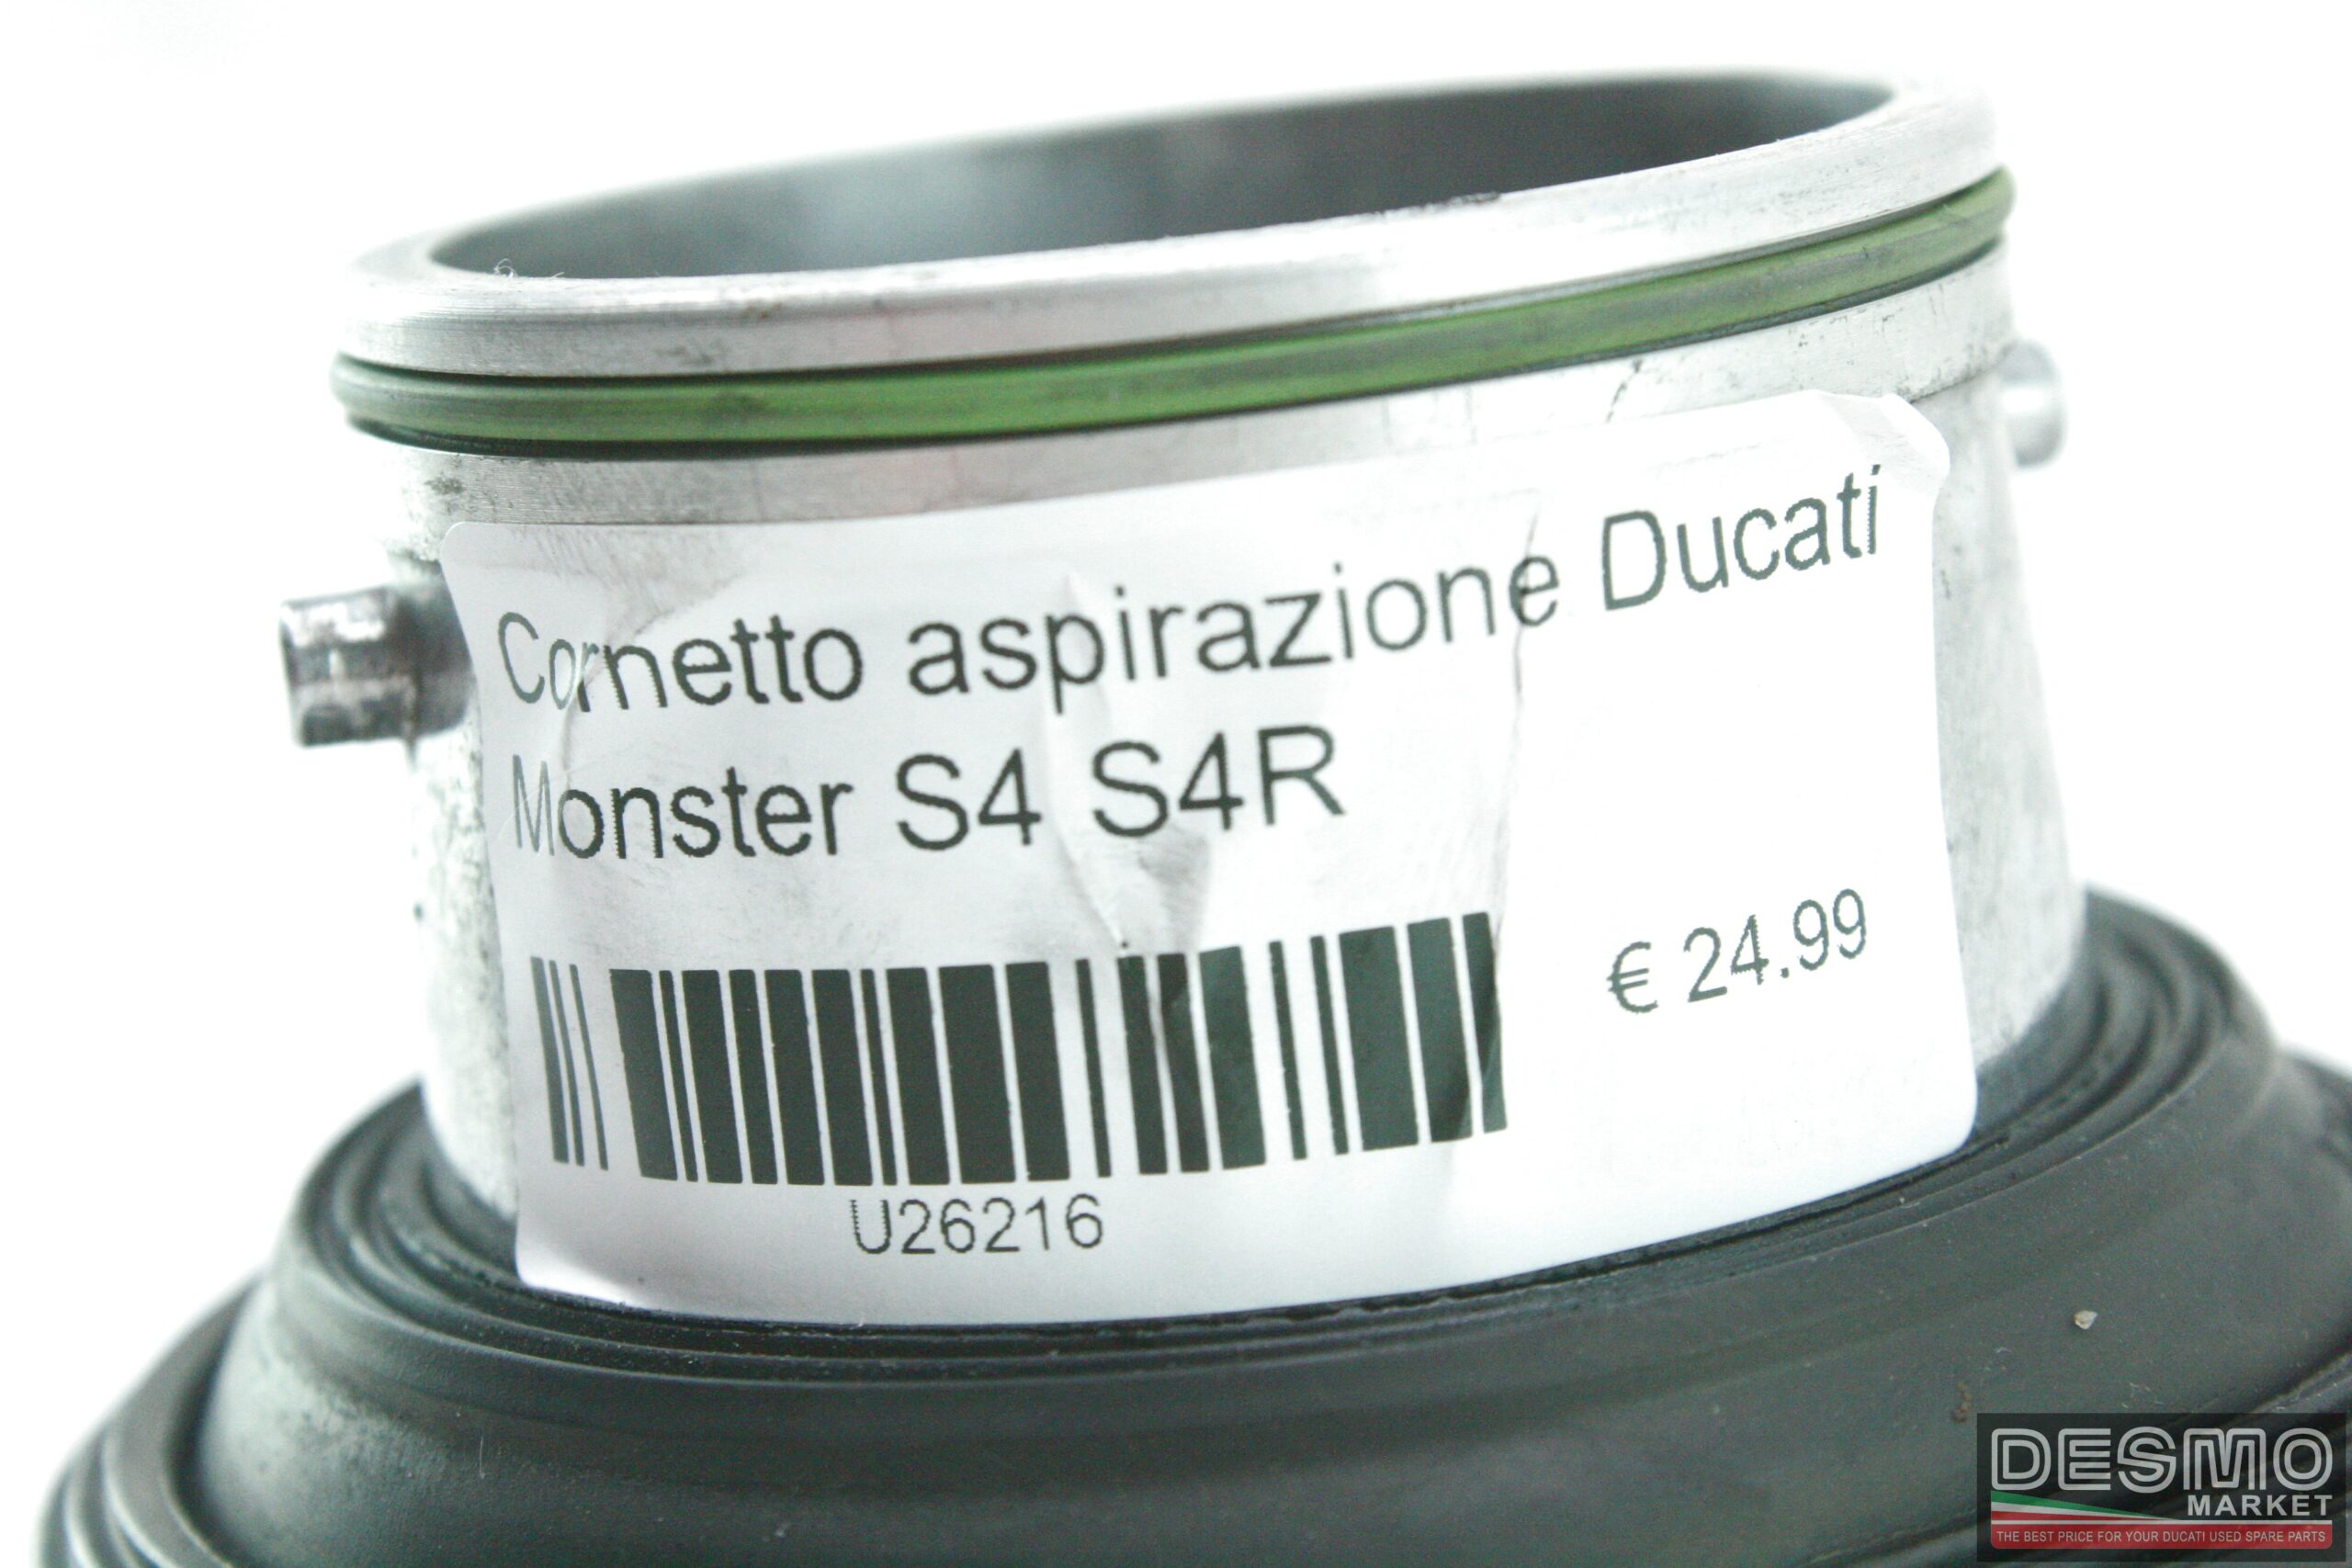 Cornetto aspirazione Ducati
Monster S4 S4R
€ 24.99
U26216
DESMO
MARKET
THE BEST PRICE FOR YOUR DUCATI USED SPARE PARTS